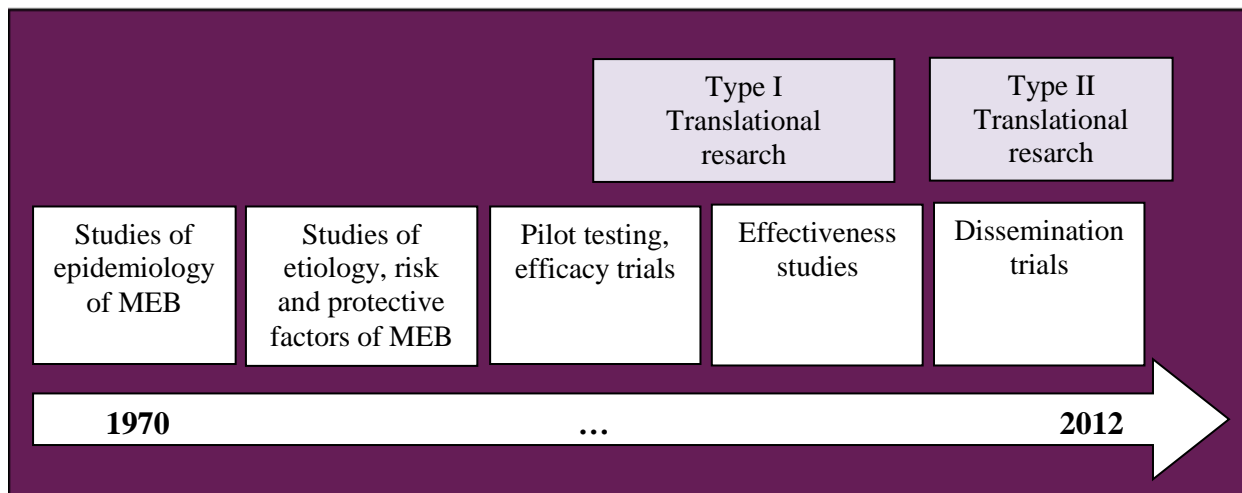 Type I
Translational
resarch
Type II
Translational
resarch
Studies of
epidemiology
of MEB
Studies of
etiology, risk
and protective
factors of MEB
Pilot testing,
efficacy trials
Effectiveness
studies
Dissemination
trials
1970
…
2012